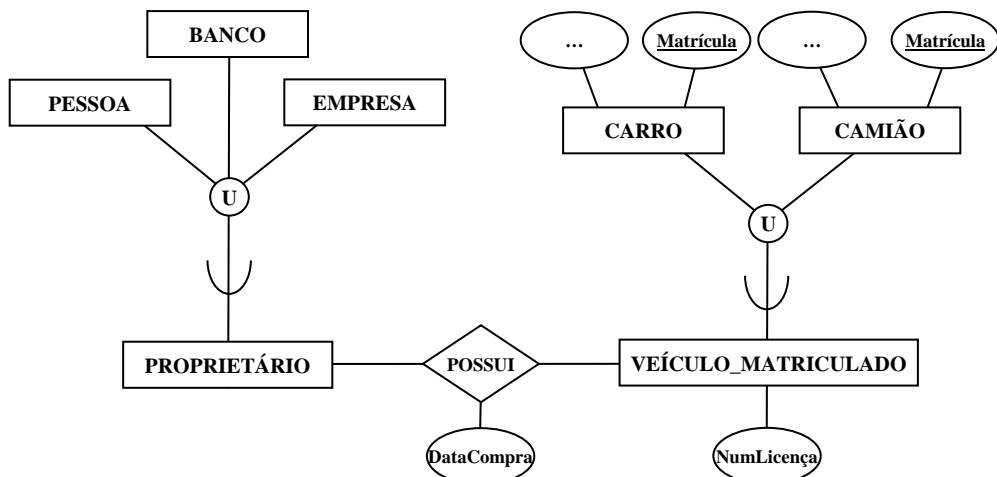 BANCO
PESSOA
EMPRESA
U
PROPRIETÁRIO
POSSUI
DataCompra
...
Matrícula
...
Matrícula
CARRO
CAMIÃO
U
VEÍCULO_MATRICULADO
NumLicença